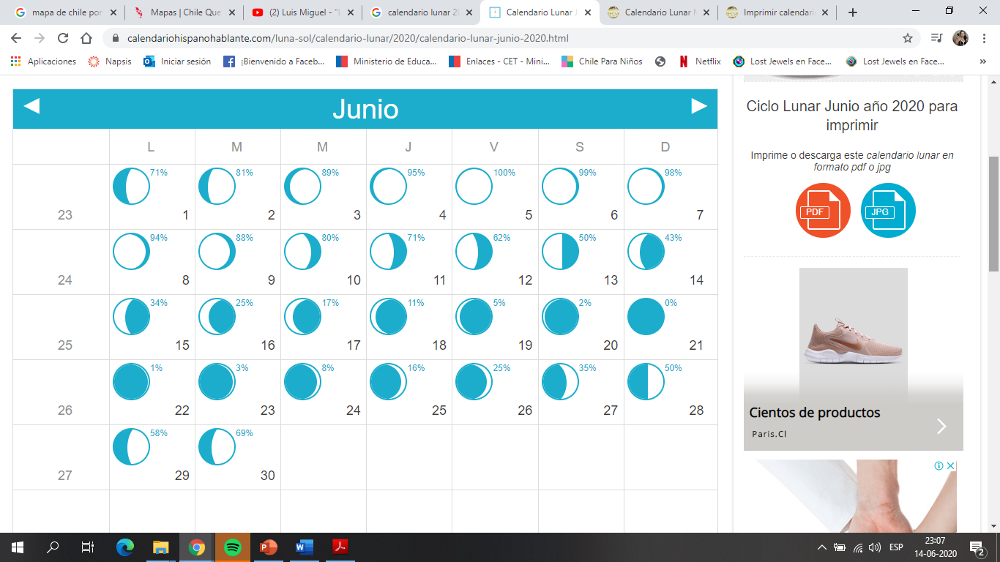 mapa de chile por
Mapas | Chile Que
(2) Luis Miguel - "L
calendario lunar 20
Calendario Lunar J
Calendario Lunar M
Imprimir calendari
calendariohispanohablante.com/luna-sol/calendario-lunar/2020/calendario-lunar-junio-2020.html
Aplicaciones
Napsis
Iniciar sesión
¡Bienvenido a Faceb...
Ministerio de Educa...
Enlaces - CET - Mini...
Chile Para Niños
Netflix
Lost Jewels en Face...
Lost Jewels en Face...
Junio
L M M J V S D
71% 81% 89% 95% 100% 99% 98%
23 1 2 3 4 5 6 7
94% 88% 80% 71% 62% 50% 43%
24 8 9 10 11 12 13 14
34% 25% 17% 11% 5% 2% 0%
25 15 16 17 18 19 20 21
1% 3% 8% 16% 25% 35% 50%
26 22 23 24 25 26 27 28
58% 69%
27 29 30
Ciclo Lunar Junio año 2020 para
imprimir
Imprime o descarga este calendario lunar en
formato pdf o jpg
PDF
JPG
Cientos de productos
Paris.Cl
ESP
23:07
14-06-2020
2